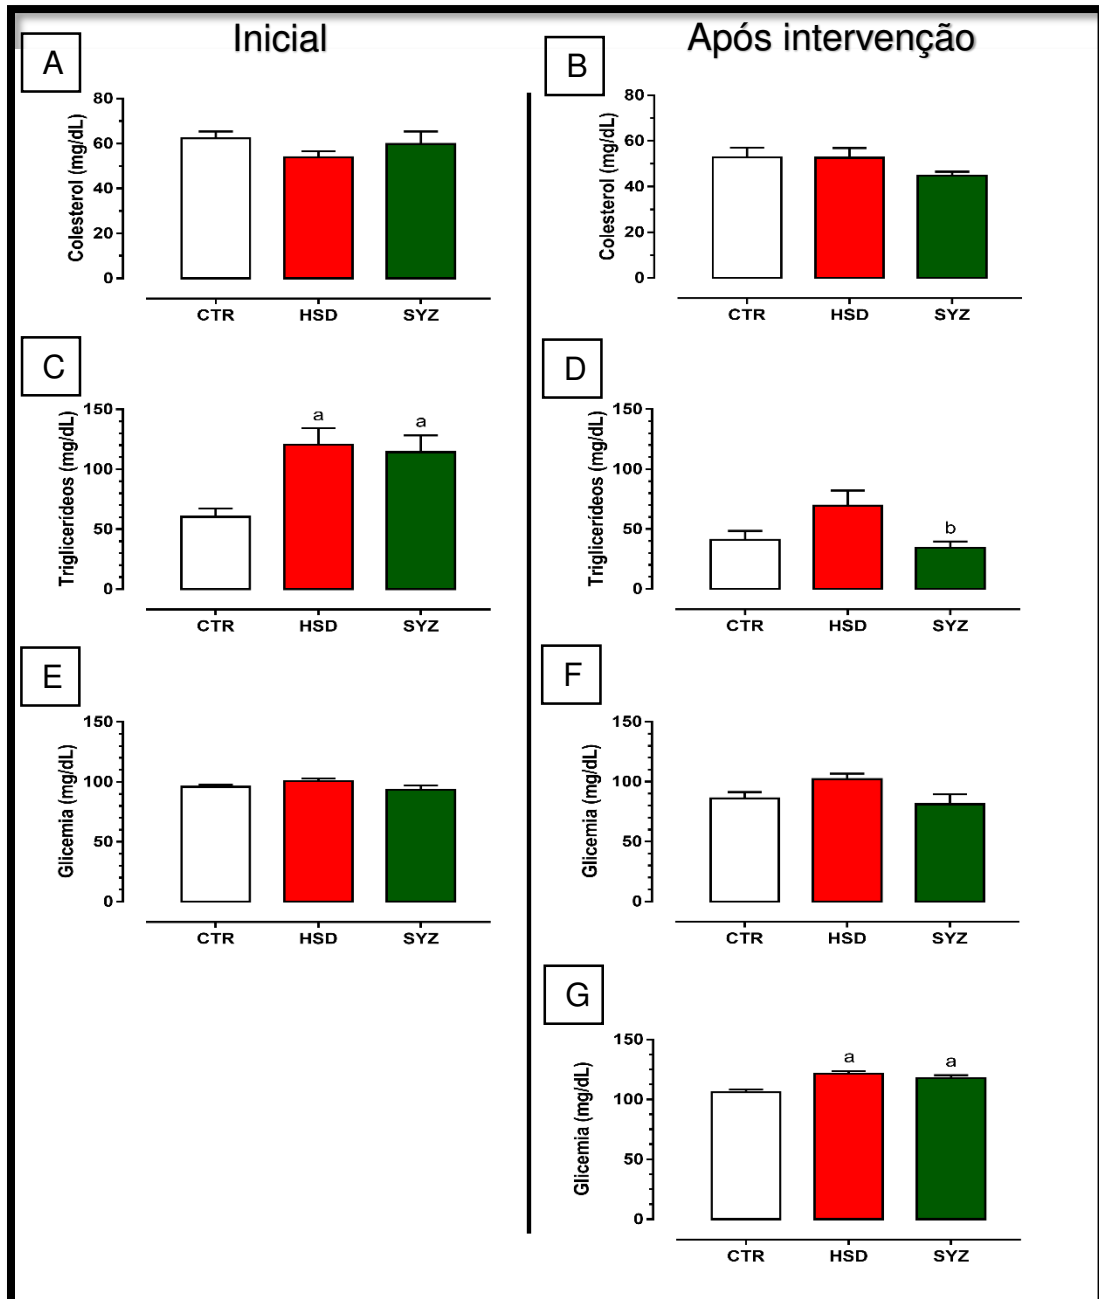 Inicial
Após intervenção
A
Colesterol (mg/dL)
80
60
40
20
0
CTR HSD SYZ
B
Colesterol (mg/dL)
80
60
40
20
0
CTR HSD SYZ
C
Triglicerídeos (mg/dL)
150
100
50
0
a a
CTR HSD SYZ
D
Triglicerídeos (mg/dL)
150
100
50
0
b
CTR HSD SYZ
E
Glicemia (mg/dL)
150
100
50
0
CTR HSD SYZ
F
Glicemia (mg/dL)
150
100
50
0
CTR HSD SYZ
G
Glicemia (mg/dL)
150
100
50
0
a a
CTR HSD SYZ